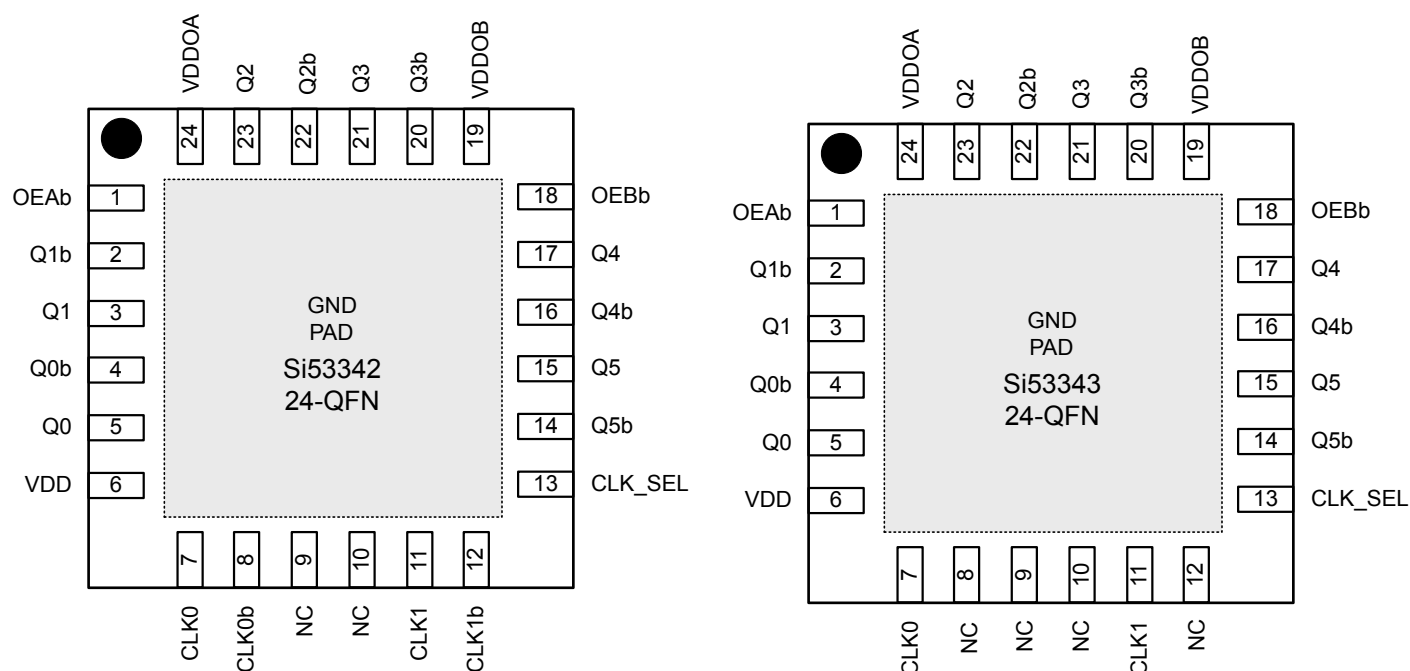 VDDOA
Q2
Q2b
Q3
Q3b
VDDOB
24
23
22
21
20
19
OEAb 1
18 OEBb
Q1b 2
17 Q4
Q1 3
16 Q4b
Q0b 4
15 Q5
Q0 5
14 Q5b
VDD 6
13 CLK_SEL
GND
PAD
Si53342
24-QFN
7
8
9
10
11
12
CLK0
CLK0b
NC
NC
CLK1
CLK1b
VDDOA
Q2
Q2b
Q3
Q3b
VDDOB
24
23
22
21
20
19
OEAb 1
18 OEBb
Q1b 2
17 Q4
Q1 3
16 Q4b
Q0b 4
15 Q5
Q0 5
14 Q5b
VDD 6
13 CLK_SEL
GND
PAD
Si53343
24-QFN
7
8
9
10
11
12
CLK0
NC
NC
NC
CLK1
NC